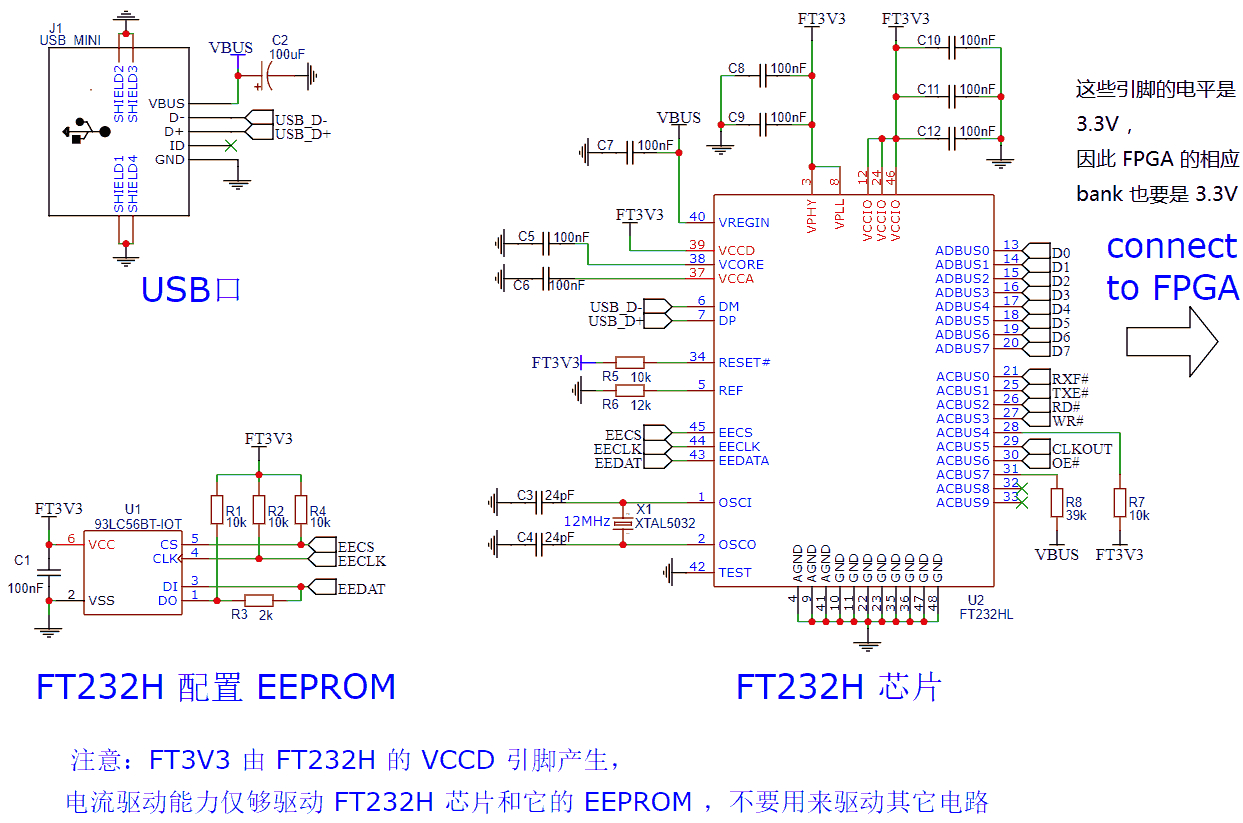 J1
USB MINI
SHIELD2
SHIELD3
SHIELD1
SHIELD4
VBUS
D-
D+
ID
GND
VBUS
C2
100uF
USB_D-
USB_D+
USB口
FT3V3
R1
10k
R2
10k
R4
10k
FT3V3
C1
100nF
U1
93LC56BT-IOT
6 VCC
2 VSS
CS 5
CLK 4
DI 3
DO 1
EECS
EECLK
EEDAT
R3 2k
FT232H 配置 EEPROM
FT3V3
FT3V3
C8 100nF
C9 100nF
C10 100nF
C11 100nF
C12 100nF
VBUS
C7 100nF
FT3V3
C5 100nF
C6 100nF
USB_D-
USB_D+
FT3V3
R5 10k
R6 12k
EECS
EECLK
EEDAT
C3 24pF
12MHz
X1
XTAL5032
C4 24pF
3 VPHY
8 VPLL
12 VCCIO
24 VCCIO
46 VCCIO
40 VREGIN
39 VCCD
38 VCORE
37 VCCA
6 DM
7 DP
34 RESET#
5 REF
45 EECS
44 EECLK
43 EEDATA
1 OSCI
2 OSCO
42 TEST
4 AGND
9 AGND
41 AGND
10 GND
11 GND
22 GND
23 GND
35 GND
36 GND
47 GND
48 GND
ADBUS0 13 D0
ADBUS1 14 D1
ADBUS2 15 D2
ADBUS3 16 D3
ADBUS4 17 D4
ADBUS5 18 D5
ADBUS6 19 D6
ADBUS7 20 D7
ACBUS0 21 RXF#
ACBUS1 25 TXE#
ACBUS2 26 RD#
ACBUS3 27 WR#
ACBUS4 28
ACBUS5 29 CLKOUT
ACBUS6 30 OE#
ACBUS7 31
ACBUS8 32
ACBUS9 33
R8
39k
VBUS
R7
10k
FT3V3
U2
FT232HL
FT232H 芯片
这些引脚的电平是
3.3V，
因此 FPGA 的相应
bank 也要是 3.3V
connect
to FPGA
注意：FT3V3 由 FT232H 的 VCCD 引脚产生，
电流驱动能力仅够驱动 FT232H 芯片和它的 EEPROM ，不要用来驱动其它电路